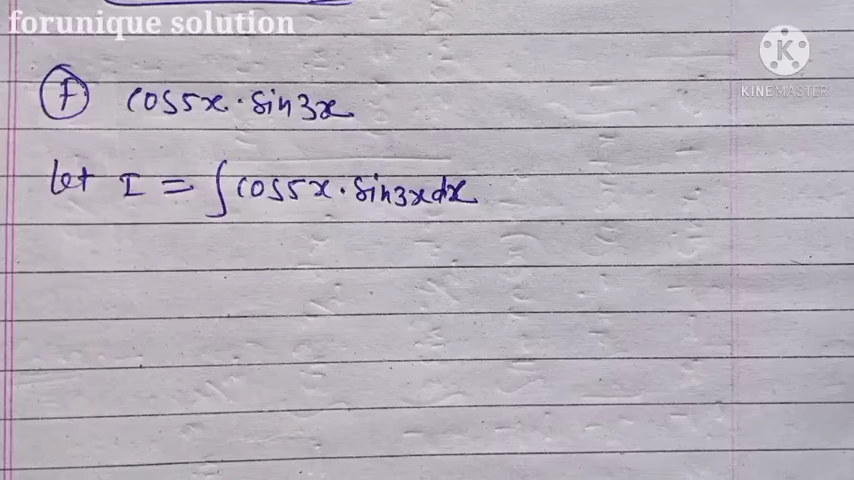 forunique solution
K
KINEMASTER
f cos5x·sin3x
let I = ∫cos5x·sin3xdx